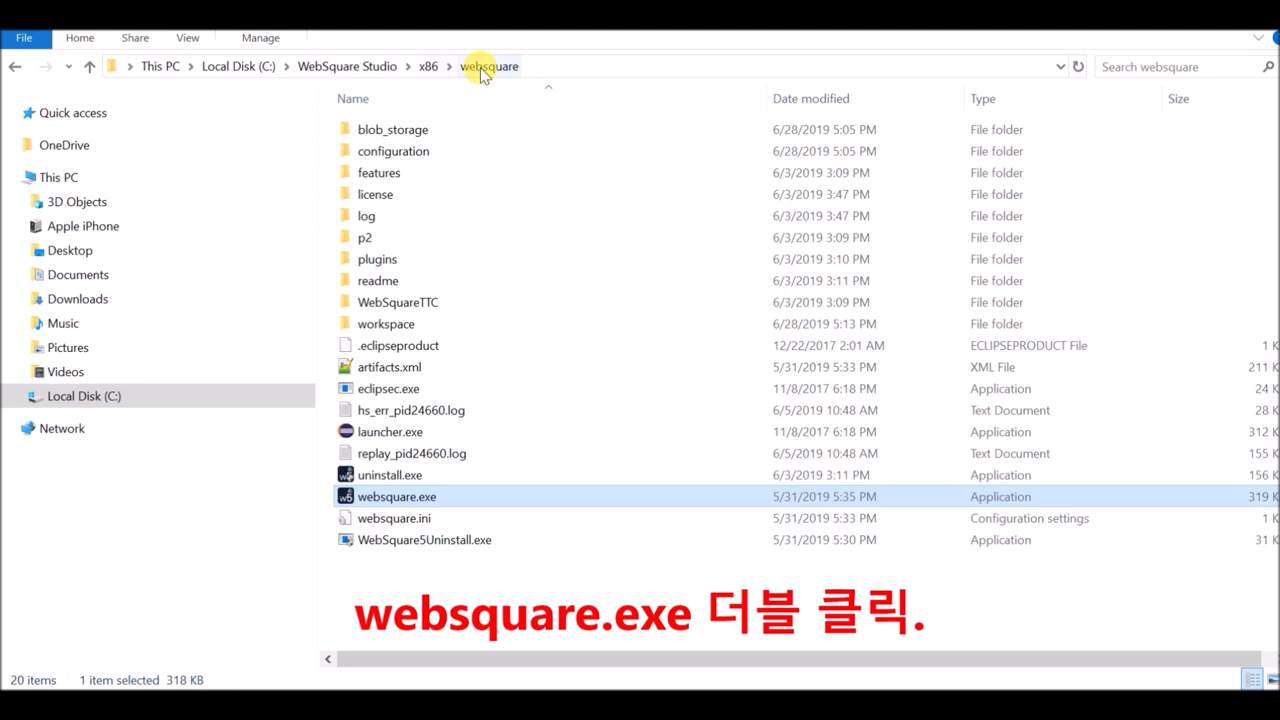 File Home Share View Manage
This PC > Local Disk (C:) > WebSquare Studio > x86 > websquare
Search websquare
Quick access
OneDrive
This PC
3D Objects
Apple iPhone
Desktop
Documents
Downloads
Music
Pictures
Videos
Local Disk (C:)
Network
Name Date modified Type Size
blob_storage 6/28/2019 5:05 PM File folder
configuration 6/28/2019 5:05 PM File folder
features 6/3/2019 3:09 PM File folder
license 6/3/2019 3:47 PM File folder
log 6/3/2019 3:47 PM File folder
p2 6/3/2019 3:09 PM File folder
plugins 6/3/2019 3:10 PM File folder
readme 6/3/2019 3:11 PM File folder
WebSquareTTC 6/3/2019 3:09 PM File folder
workspace 6/28/2019 5:13 PM File folder
.eclipseproduct 12/22/2017 2:01 AM ECLIPSEPRODUCT File 1 K
artifacts.xml 5/31/2019 5:33 PM XML File 211 K
eclipsec.exe 11/8/2017 6:18 PM Application 24 K
hs_err_pid24660.log 6/5/2019 10:48 AM Text Document 28 K
launcher.exe 11/8/2017 6:18 PM Application 312 K
replay_pid24660.log 6/5/2019 10:48 AM Text Document 155 K
uninstall.exe 6/3/2019 3:11 PM Application 156 K
websquare.exe 5/31/2019 5:35 PM Application 319 K
websquare.ini 5/31/2019 5:33 PM Configuration settings 1 K
WebSquare5Uninstall.exe 5/31/2019 5:30 PM Application 31 K
websquare.exe 더블 클릭.
20 items 1 item selected 318 KB